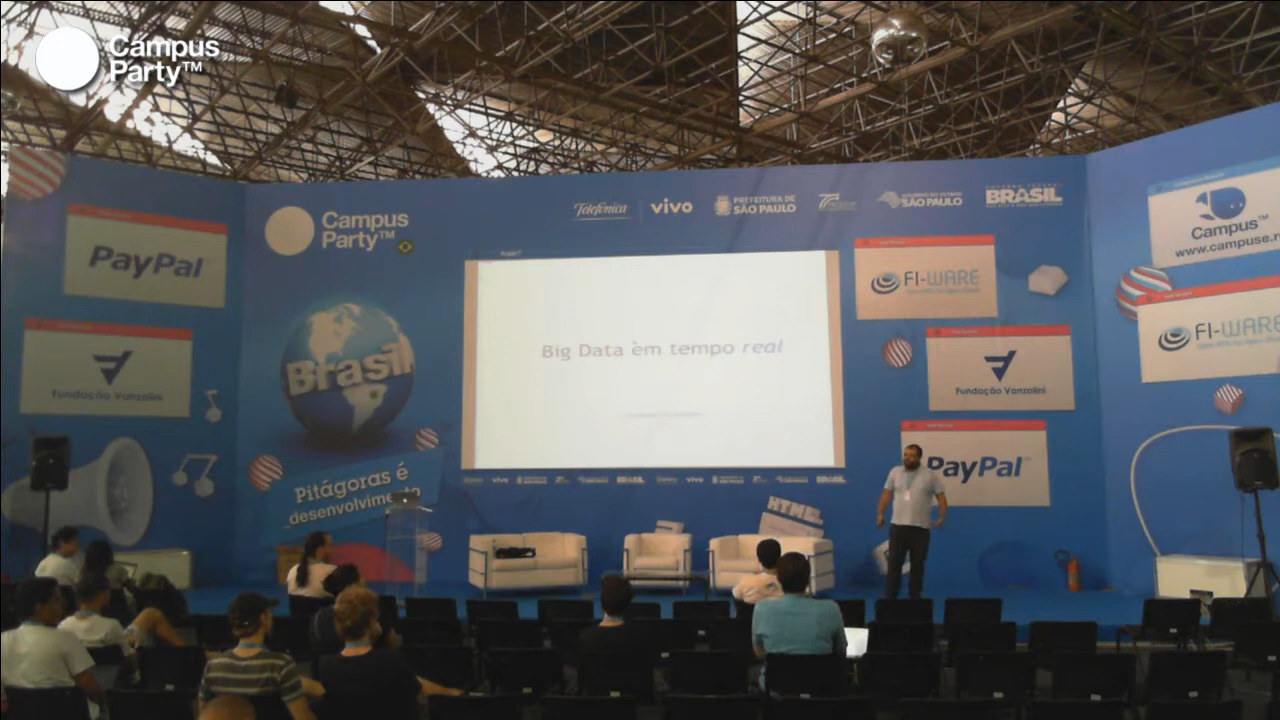 Campus
Party™
Campus
Party™
Telefónica
vivo
PREFEITURA DE
SÃO PAULO
SÃO PAULO
BRASIL
PayPal
Fundação Vanzolini
Brasil
Pitágoras é
desenvolvimento
Big Data em tempo real
FI-WARE
Fundação Vanzolini
PayPal
HTML
Campus™
www.campuse.r
FI-WARE